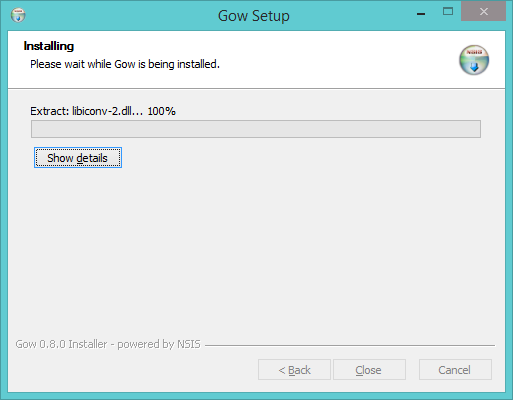 Gow Setup
Installing
Please wait while Gow is being installed.
NSIS
Extract: libiconv-2.dll... 100%
Show details
Gow 0.8.0 Installer - powered by NSIS
< Back
Close
Cancel